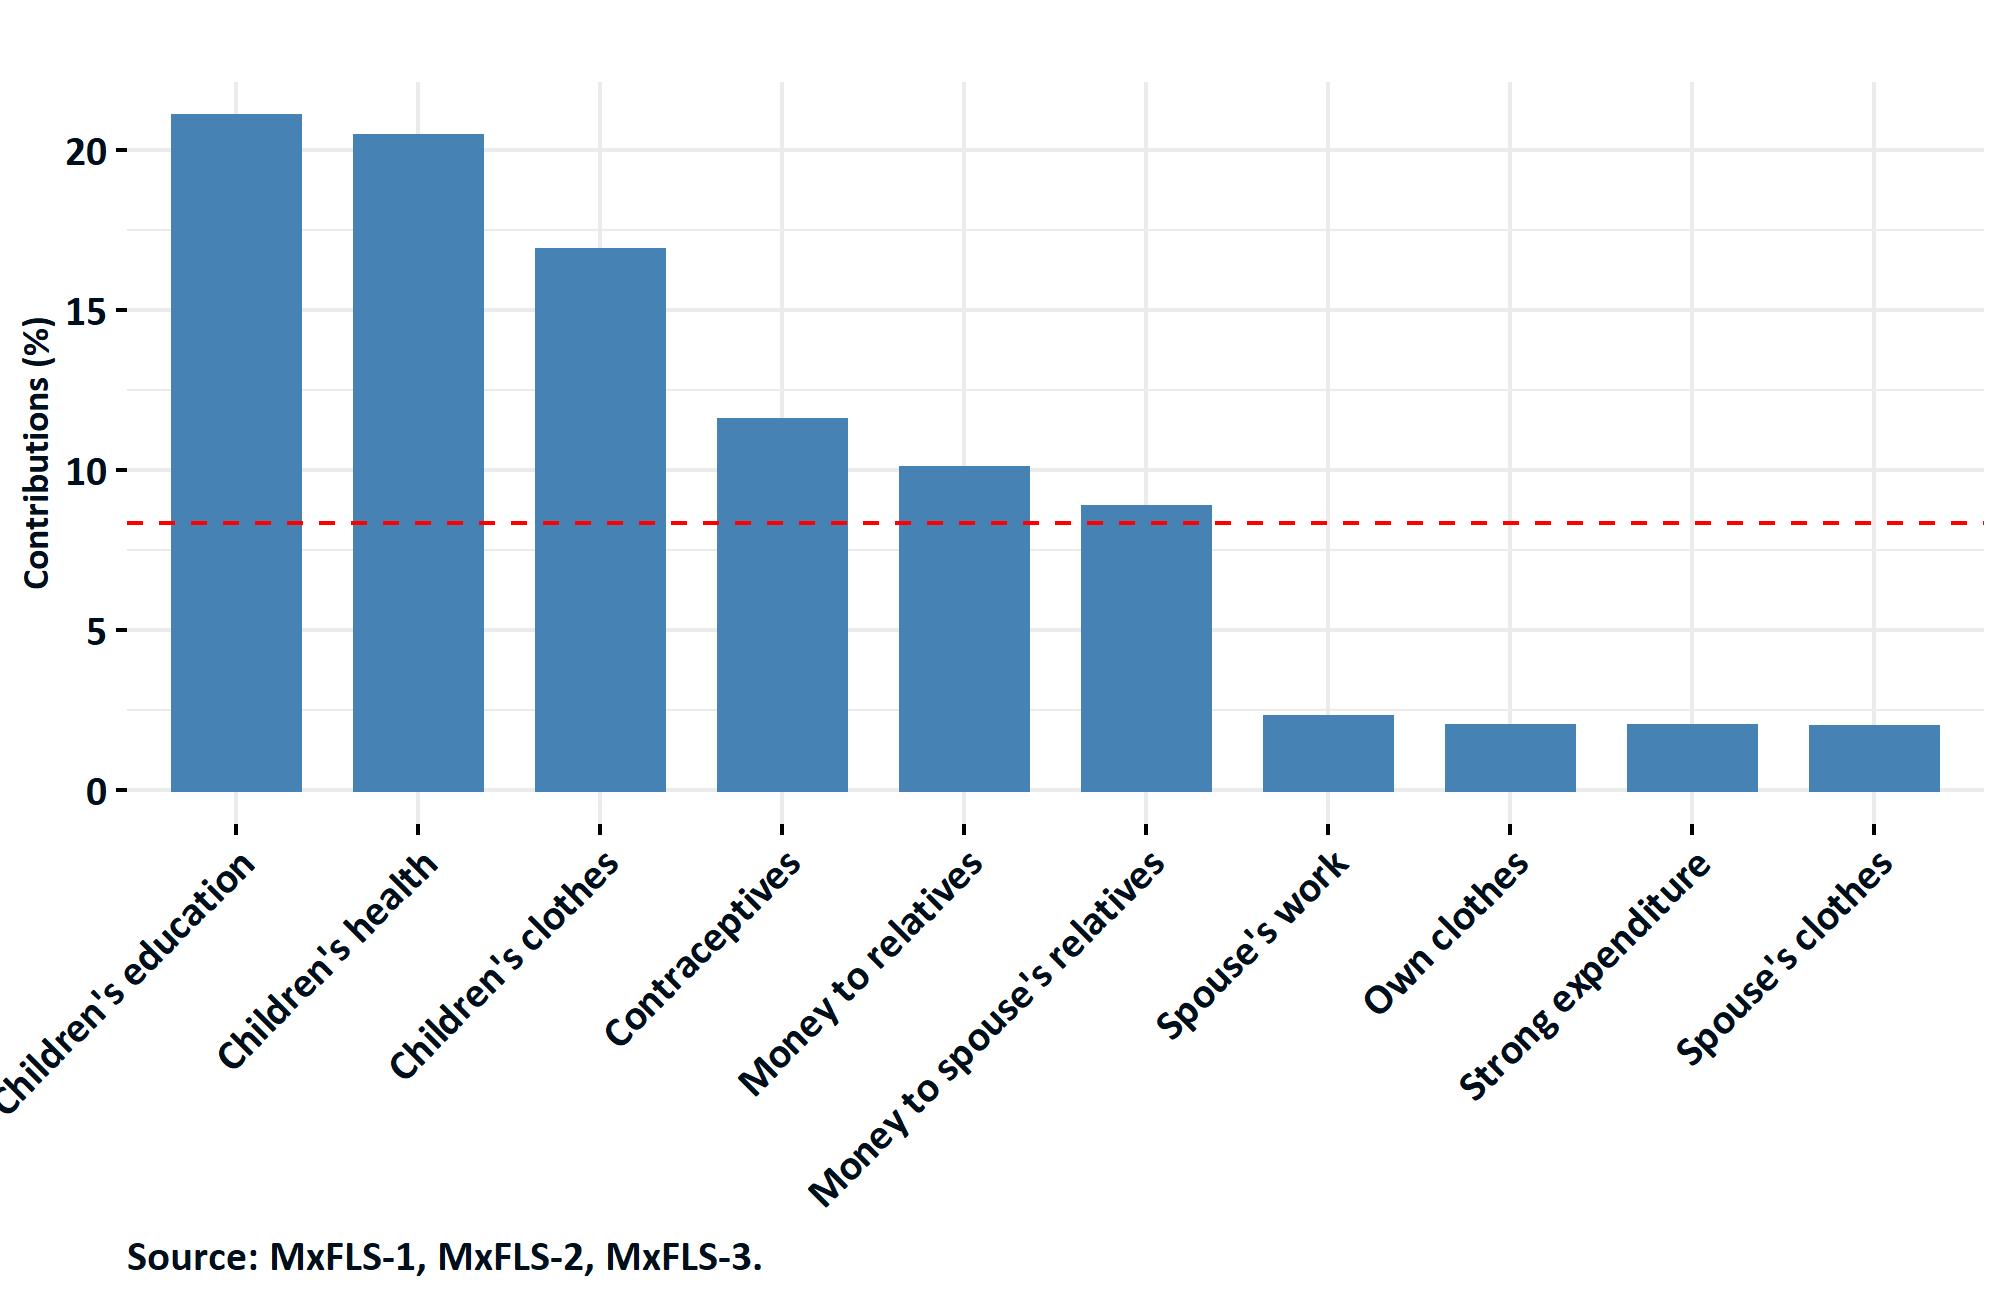 Contributions (%)
20
15
10
5
0
Children's education
Children's health
Children's clothes
Contraceptives
Money to relatives
Money to spouse's relatives
Spouse's work
Own clothes
Strong expenditure
Spouse's clothes
Source: MxFLS-1, MxFLS-2, MxFLS-3.